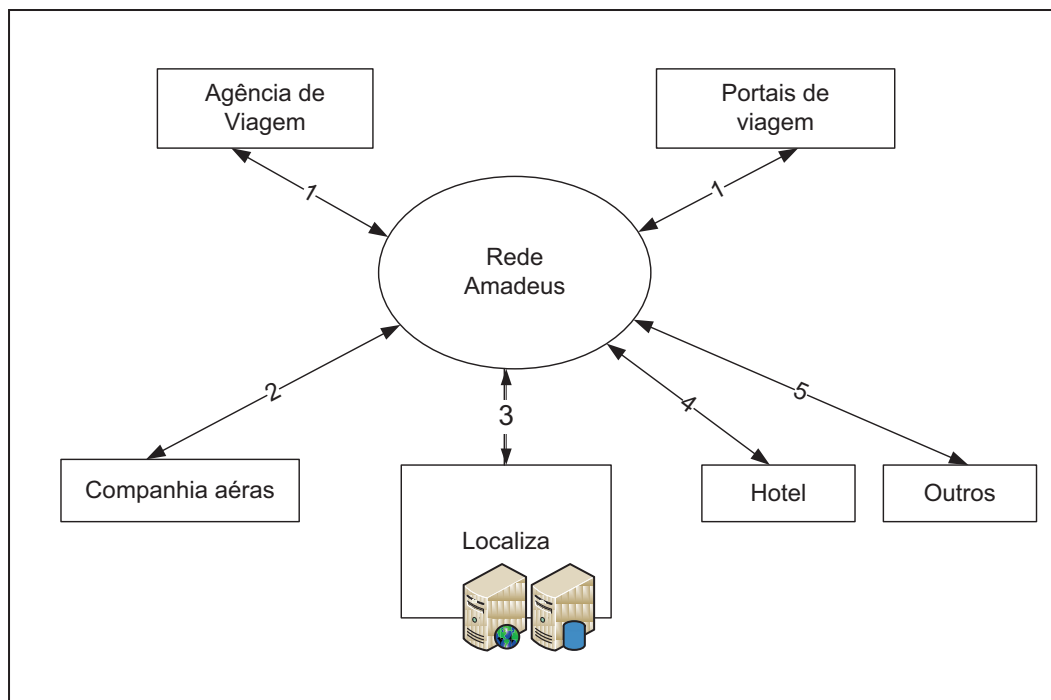 Agência de
Viagem
Portais de
viagem
1
1
Rede
Amadeus
2
3
4
5
Companhia aéras
Localiza
Hotel
Outros